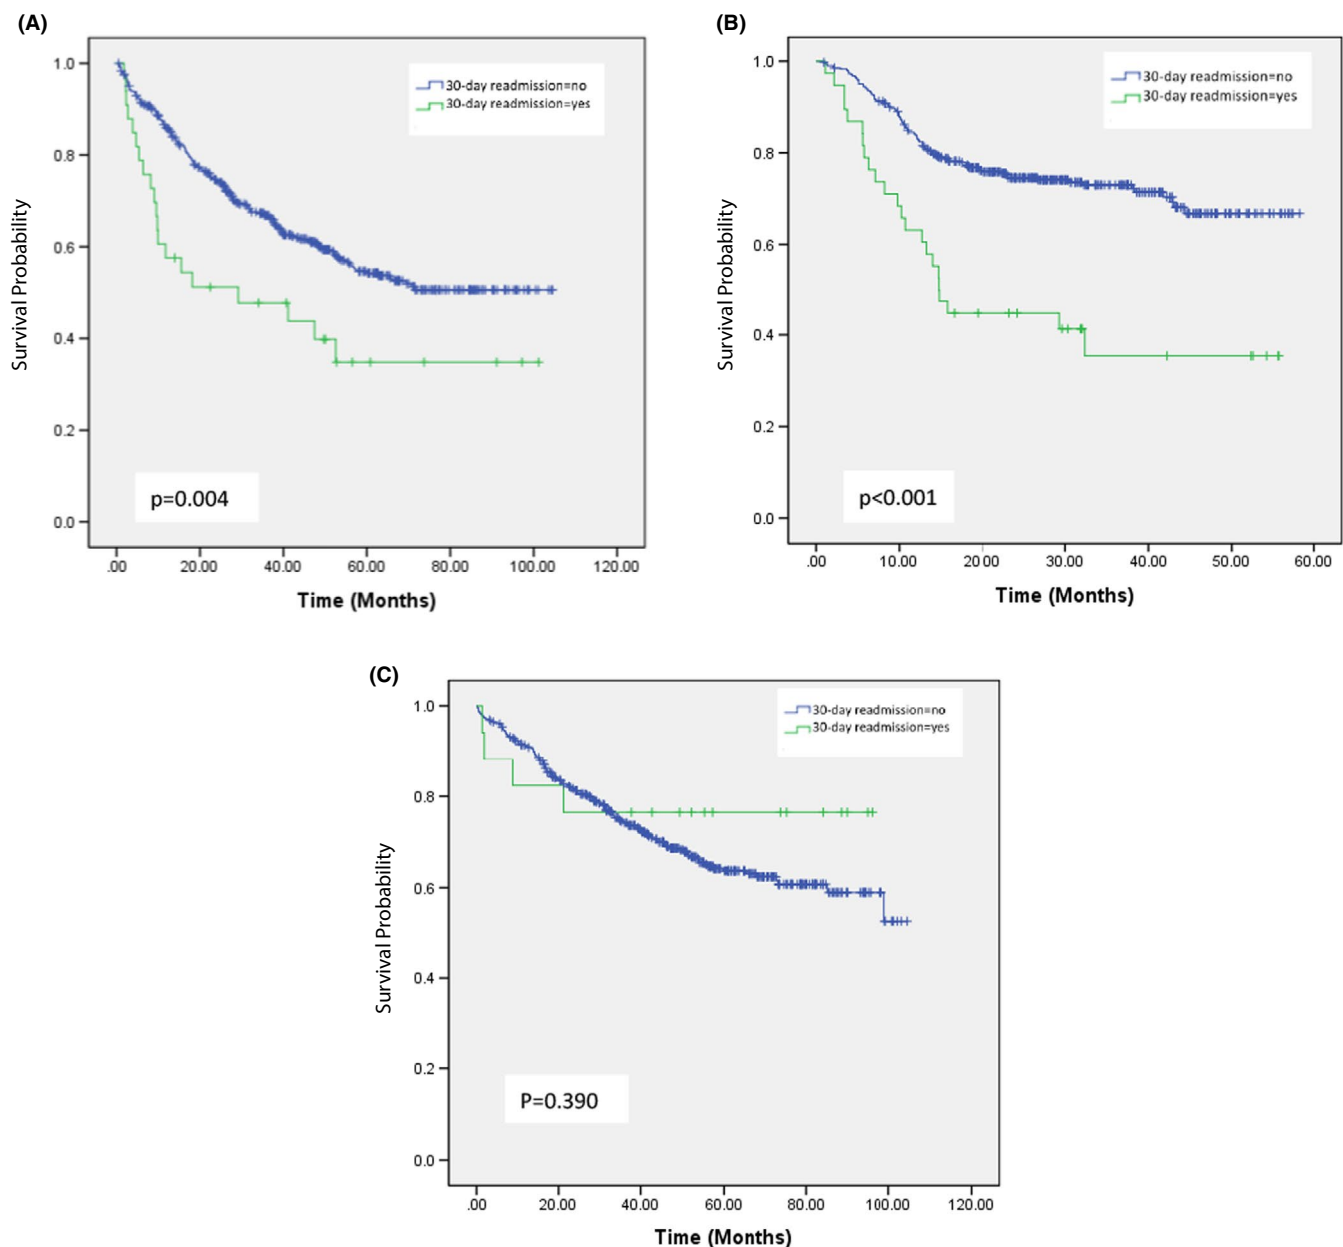 (A)
1.0
0.8
0.6
0.4
0.2
0.0
Survival Probability
30-day readmission=no
30-day readmission=yes
p=0.004
.00 20.00 40.00 60.00 80.00 100.00 120.00
Time (Months)
(B)
1.0
0.8
0.6
0.4
0.2
0.0
Survival Probability
30-day readmission=no
30-day readmission=yes
p<0.001
.00 10.00 20.00 30.00 40.00 50.00 60.00
Time (Months)
(C)
1.0
0.8
0.6
0.4
0.2
0.0
Survival Probability
30-day readmission=no
30-day readmission=yes
P=0.390
.00 20.00 40.00 60.00 80.00 100.00 120.00
Time (Months)